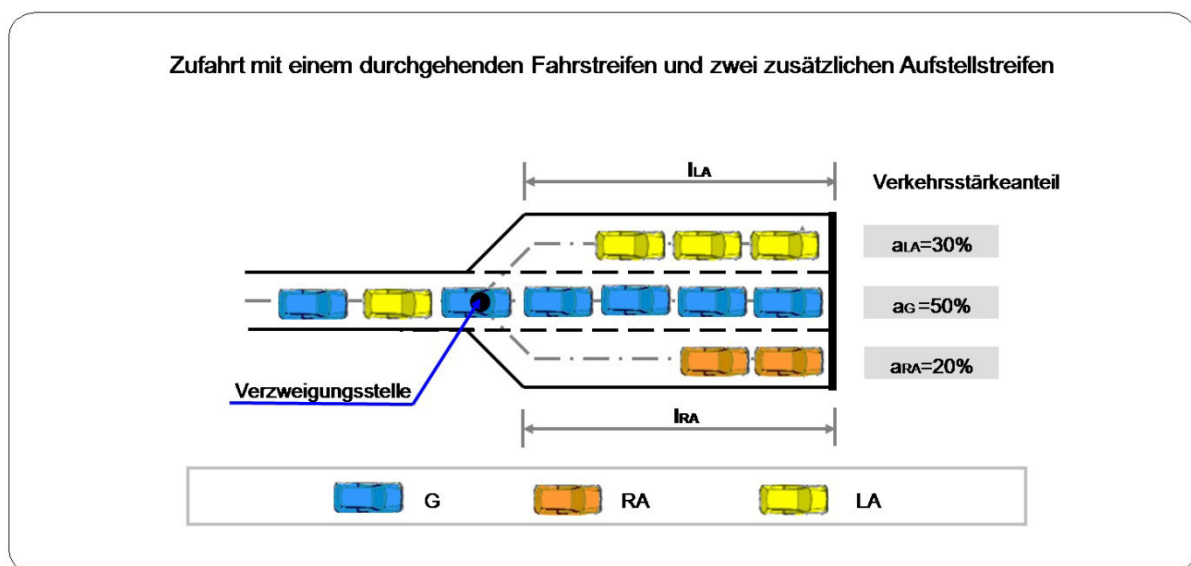 Zufahrt mit einem durchgehenden Fahrstreifen und zwei zusätzlichen Aufstellstreifen
lLA
Verkehrsstärkeanteil
aLA=30%
aG=50%
aRA=20%
Verzweigungsstelle
lRA
G
RA
LA